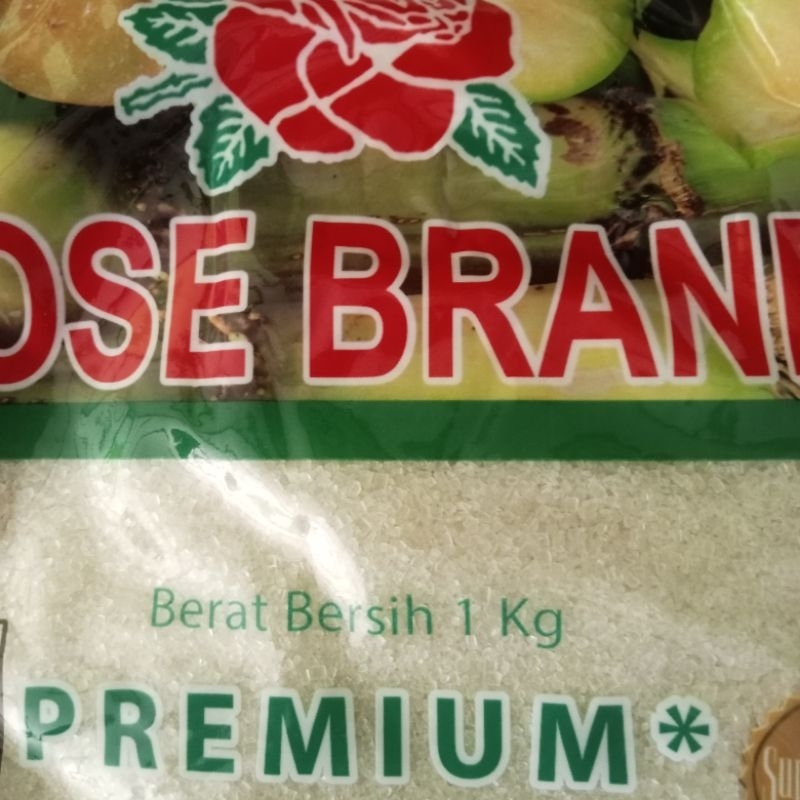 OSE BRAN
Berat Bersih 1 Kg
PREMIUM*